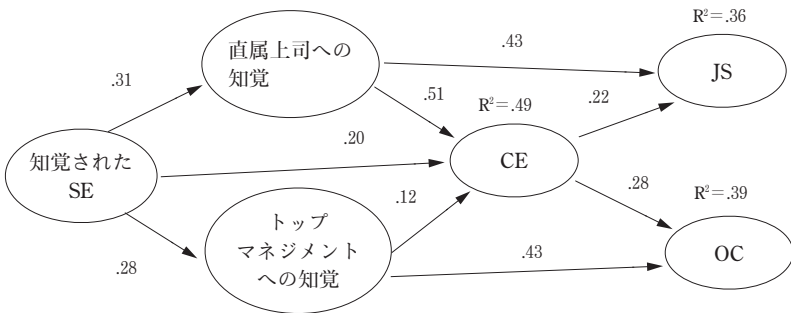 R²=.36
直属上司への
知覚
.43
JS
.31
.51
R²=.49
.22
.20
知覚された
SE
CE
.12
.28
R²=.39
トップ
マネジメント
への知覚
.28
.43
OC